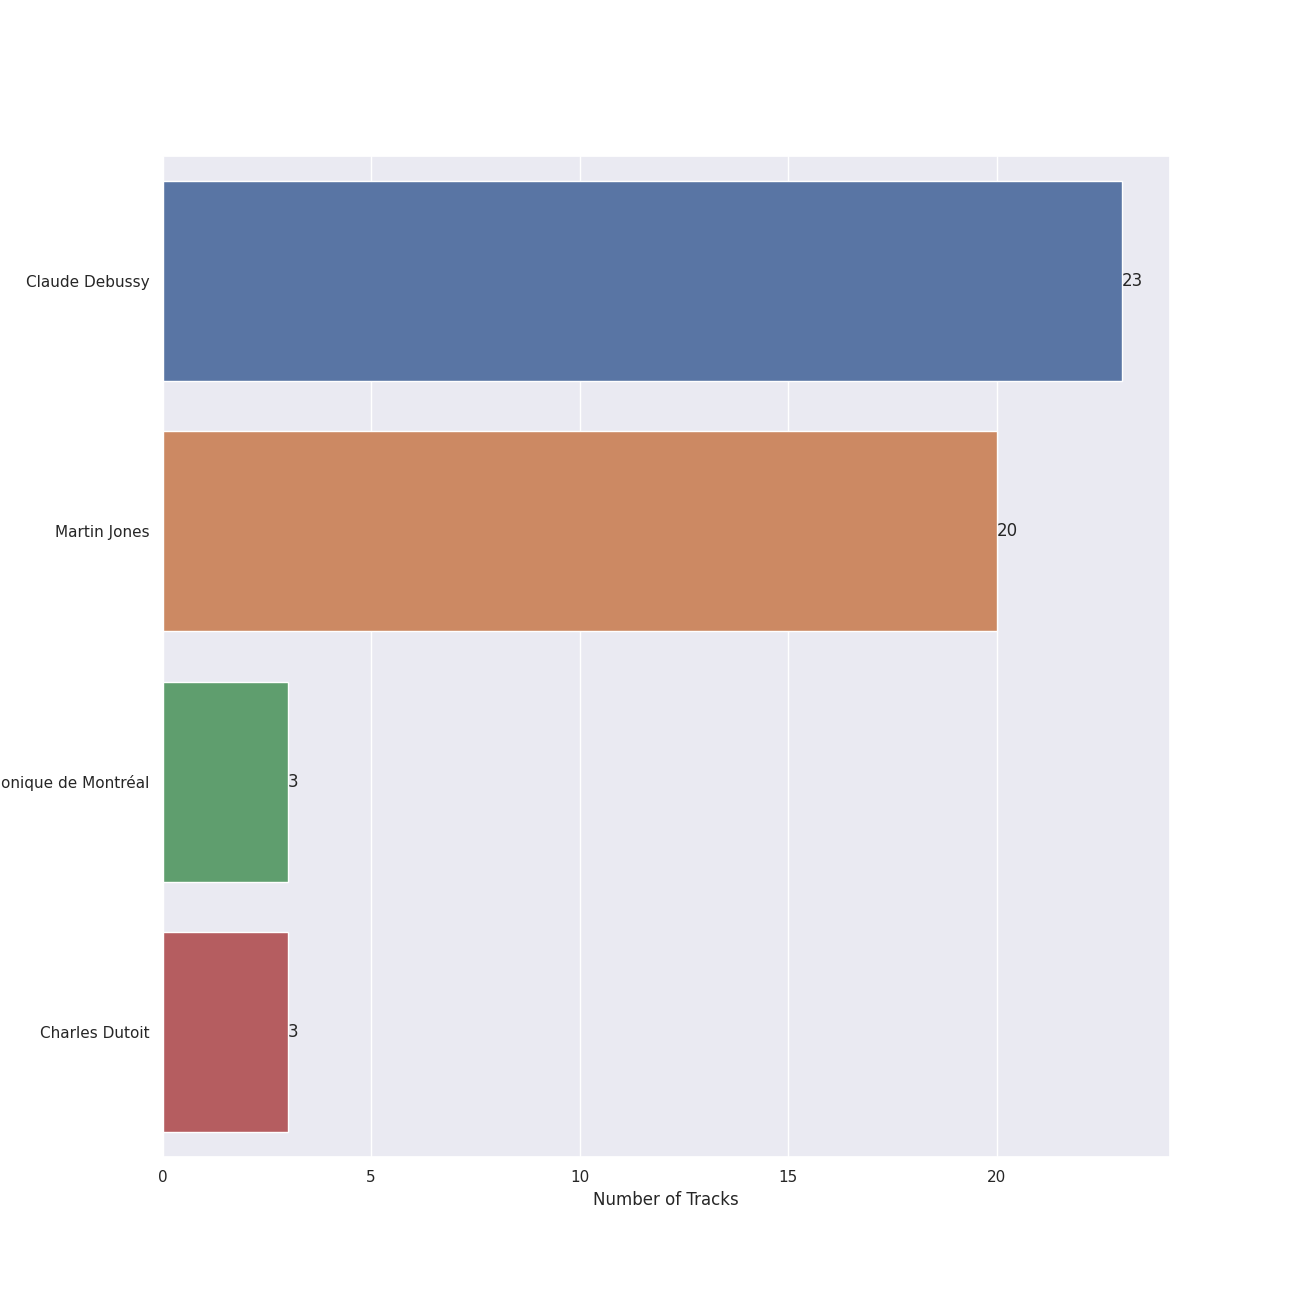 Claude Debussy
23
Martin Jones
20
onique de Montréal
3
Charles Dutoit
3
0 5 10 15 20
Number of Tracks